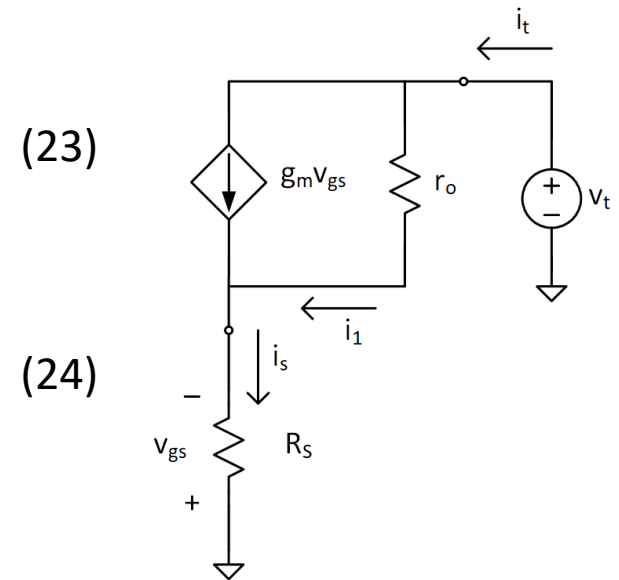 i_t
(23)
g_mv_gs
r_o
+
−
v_t
i_1
(24)
i_s
−
v_gs
R_S
+